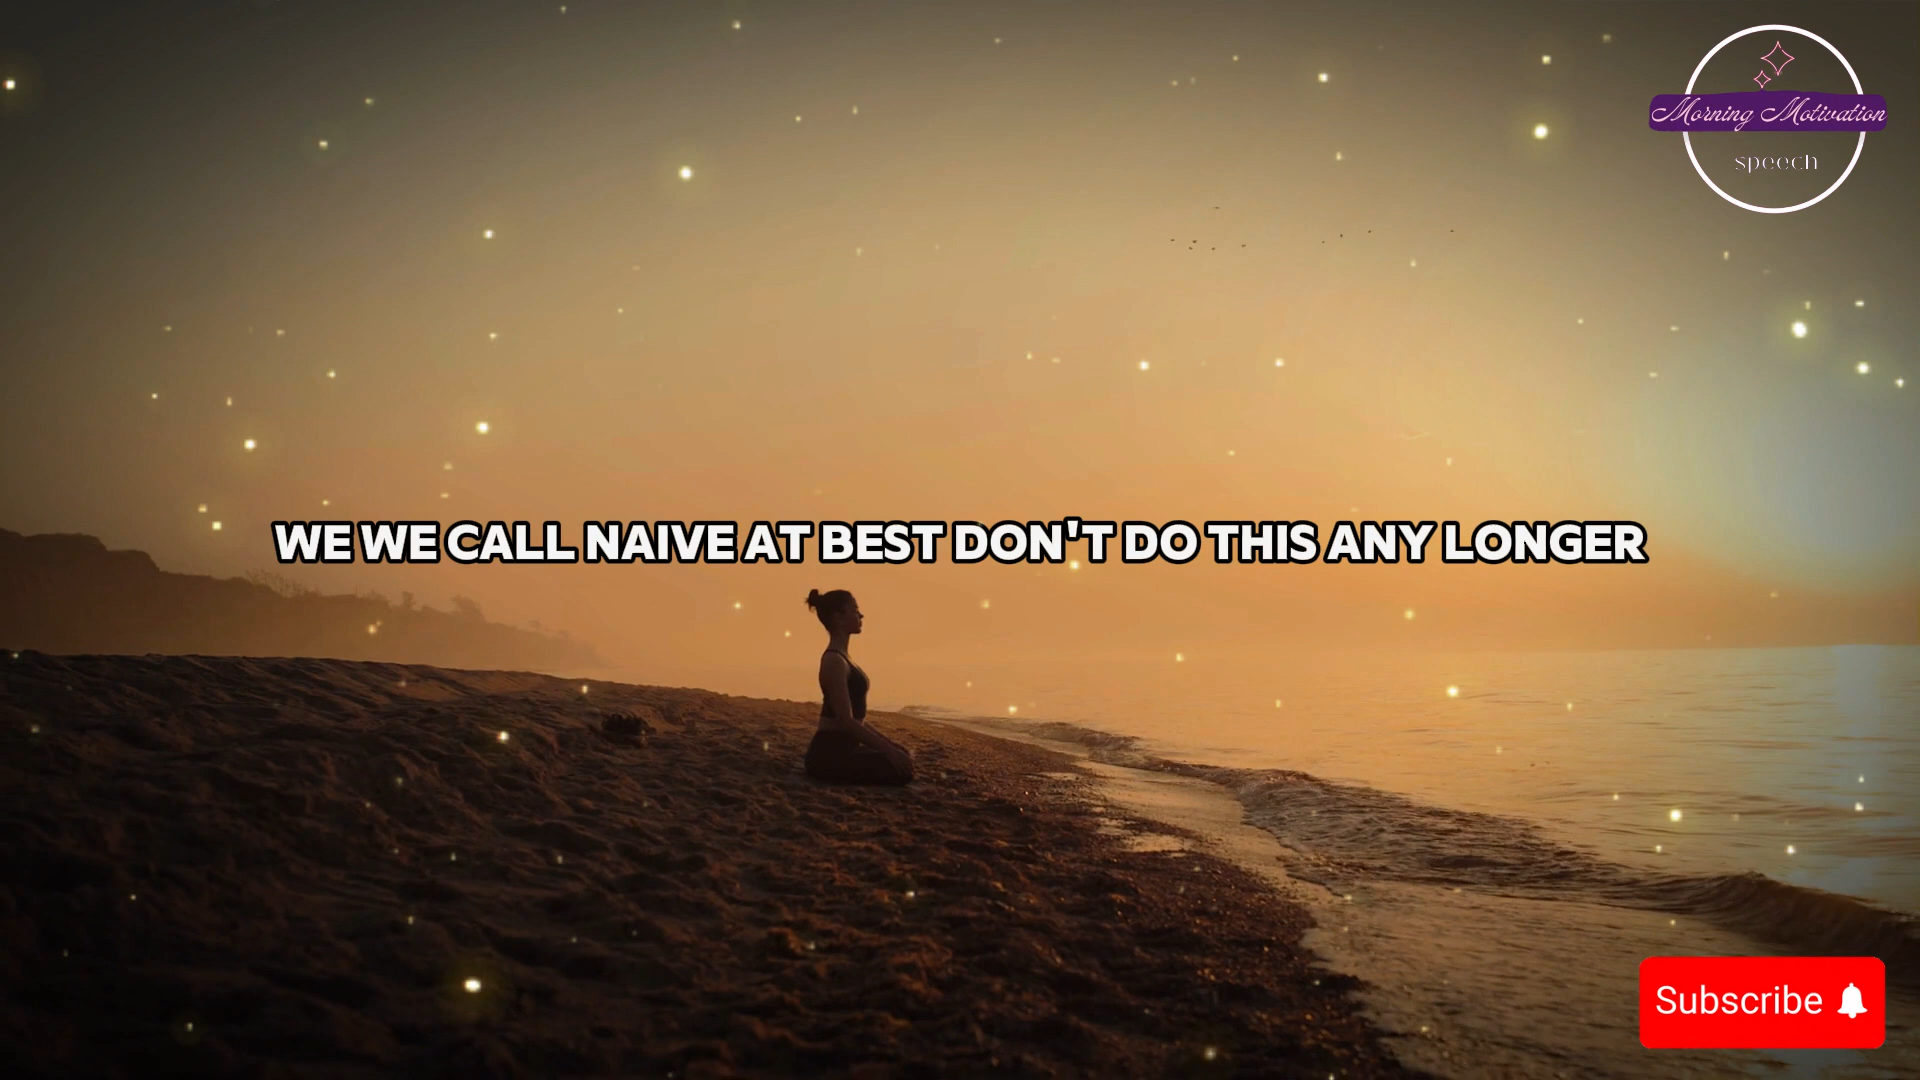 Morning Motivation
speech
WE WE CALL NAIVE AT BEST DON'T DO THIS ANY LONGER
Subscribe